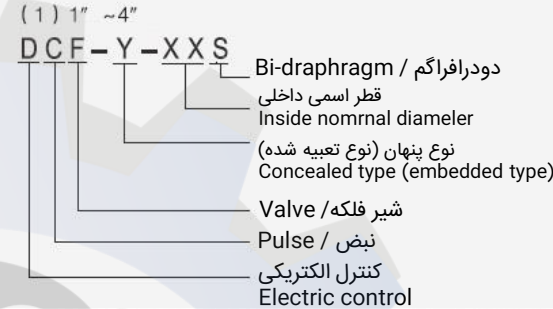 (1) 1″ ~4″
DCF-Y-XXS
Bi-draphragm / دودرافراگم
قطر اسمی داخلی
Inside nomrnal diameler
نوع پنهان (نوع تعبیه شده)
Concealed type (embedded type)
Valve /شیر فلکه
Pulse / نبض
کنترل الکتریکی
Electric control